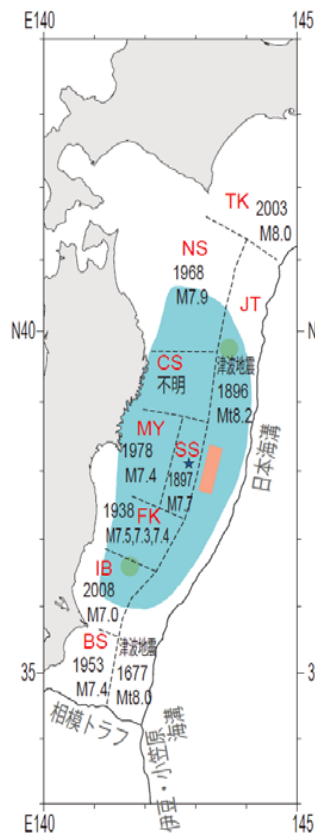 E140 145
TK
2003
M8.0
NS
1968
M7.9
JT
N40
津波地震
1896
Mt8.2
CS
不明
MY
1978
M7.4
SS
1897
M7.7
日本海溝
1938
FK
M7.5,7.3,7.4
IB
2008
M7.0
BS
1953
M7.4
津波地震
1677
Mt8.0
35
相模トラフ
伊豆・小笠原
海溝
E140 145